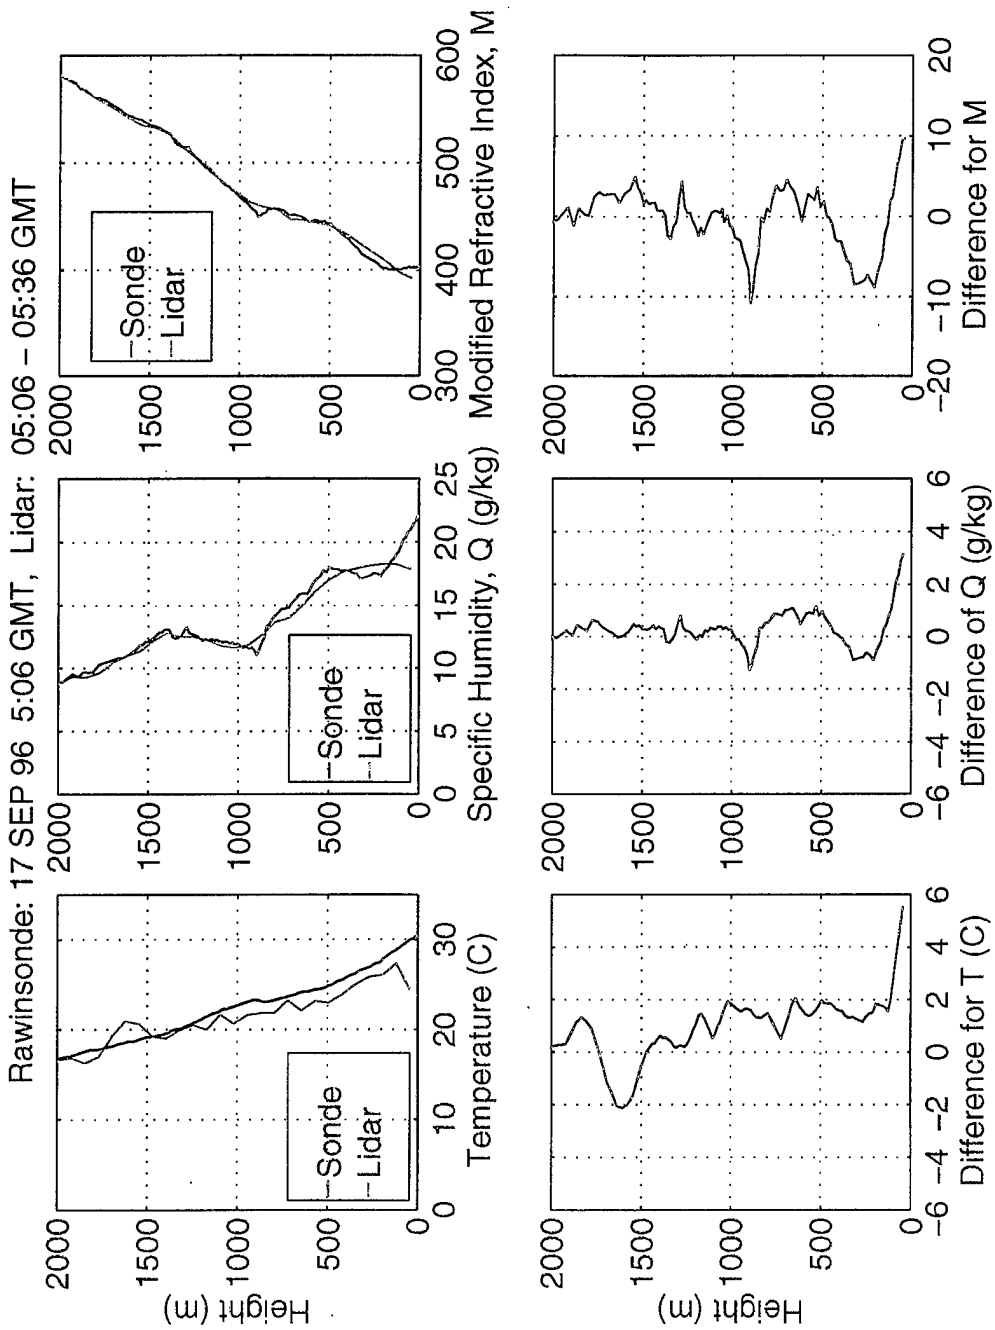 Rawinsonde: 17 SEP 96 5:06 GMT, Lidar: 05:06 – 05:36 GMT
2000
1500
1000
500
0
Height (m)
–Sonde
–Lidar
0 10 20 30
Temperature (C)
2000
1500
1000
500
0
–Sonde
–Lidar
0 5 10 15 20 25
Specific Humidity, Q (g/kg)
2000
1500
1000
500
0
–Sonde
–Lidar
300 400 500 600
Modified Refractive Index, M
2000
1500
1000
500
0
Height (m)
–6 –4 –2 0 2 4 6
Difference for T (C)
2000
1500
1000
500
0
–6 –4 –2 0 2 4 6
Difference of Q (g/kg)
2000
1500
1000
500
0
–20 –10 0 10 20
Difference for M